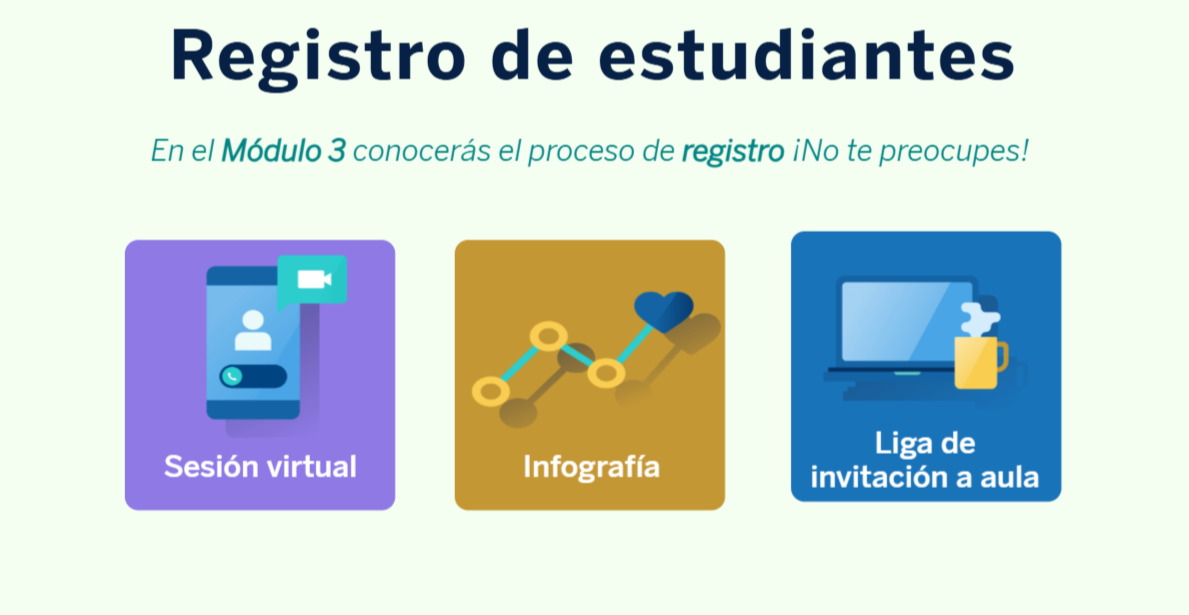 Registro de estudiantes
En el Módulo 3 conocerás el proceso de registro ¡No te preocupes!
Sesión virtual
Infografía
Liga de
invitación a aula